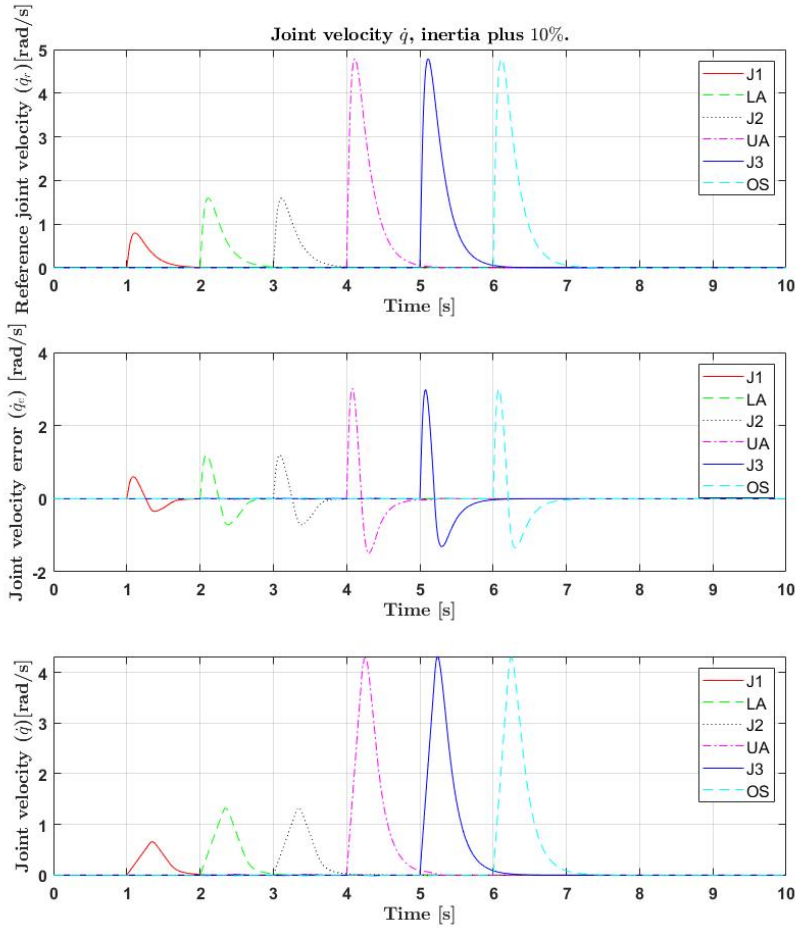 Joint velocity q̇, inertia plus 10%.
Reference joint velocity (q̇ᵣ)[rad/s]
5
4
3
2
1
0
J1
LA
J2
UA
J3
OS
0 1 2 3 4 5 6 7 8 9 10
Time [s]
Joint velocity error (q̇ₑ) [rad/s]
4
2
0
-2
J1
LA
J2
UA
J3
OS
0 1 2 3 4 5 6 7 8 9 10
Time [s]
Joint velocity (q̇)[rad/s]
4
3
2
1
0
J1
LA
J2
UA
J3
OS
0 1 2 3 4 5 6 7 8 9 10
Time [s]